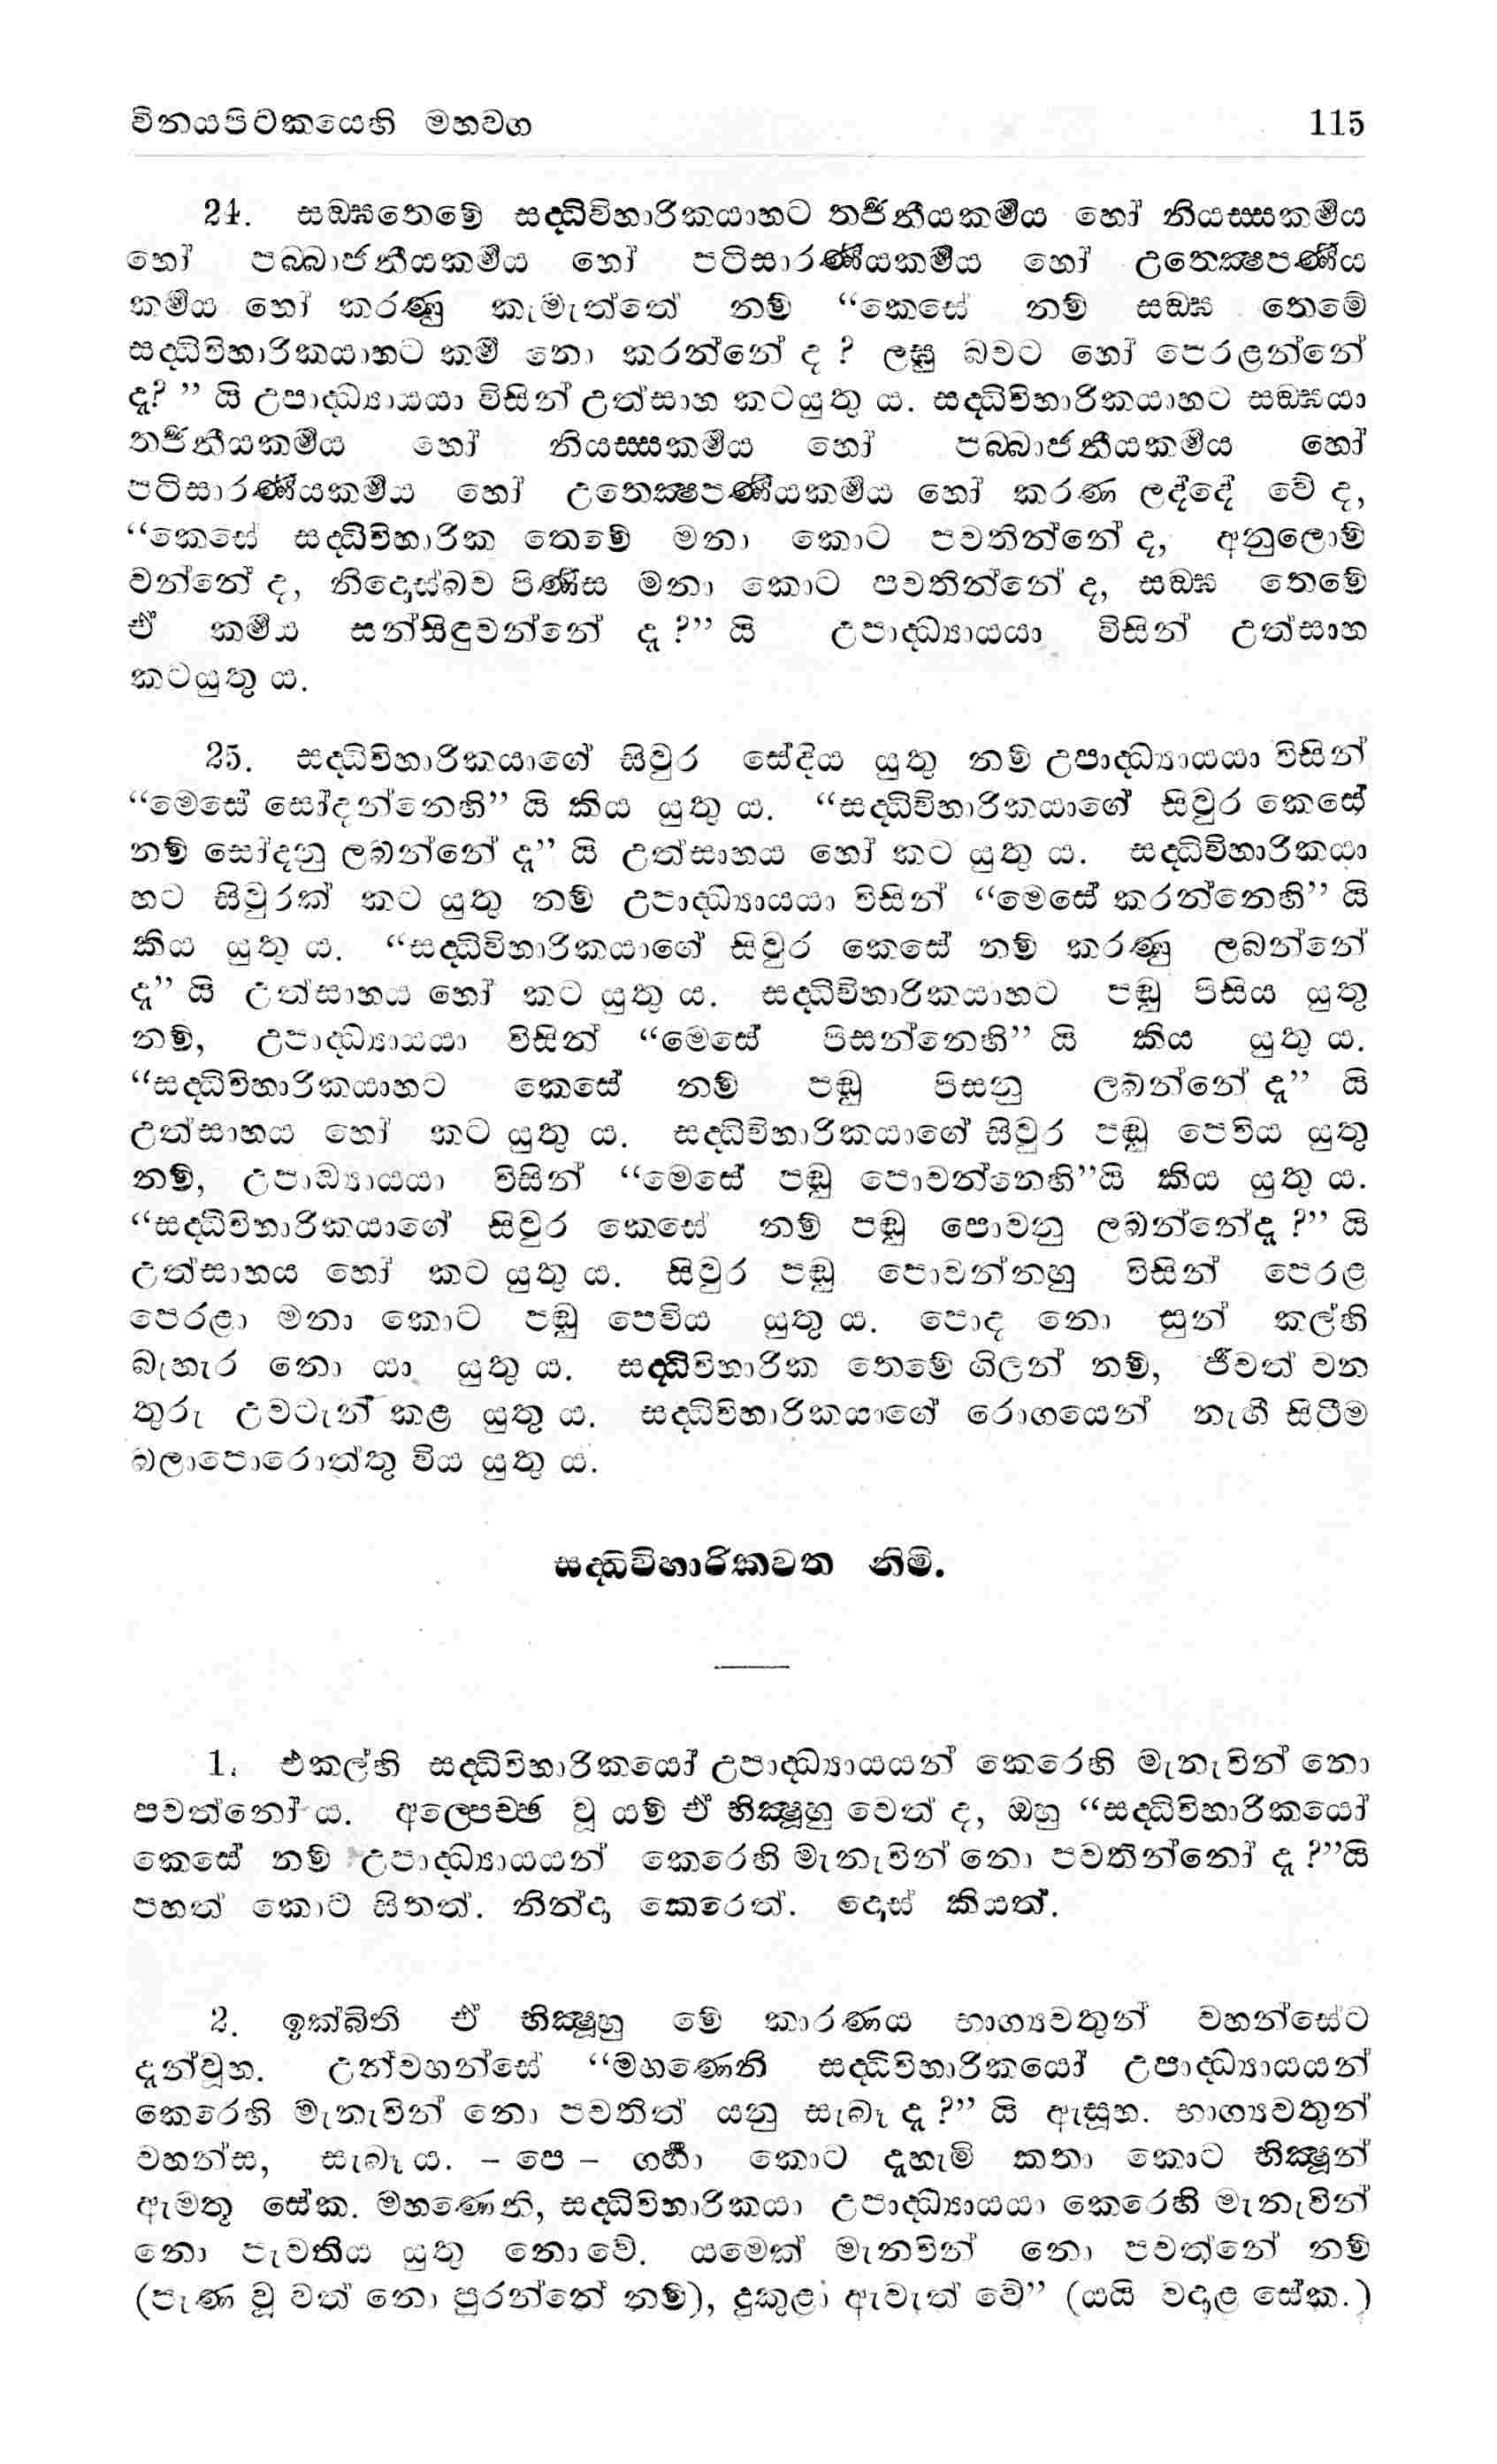 විනයපිටකයෙහි මහවග 115
24. සඞ්ඝතෙමේ සද්ධිවිහාරිකයාහට තර්ජනීයකර්මය හෝ නියස්සකර්මය
හෝ පබ්බාජනීයකර්මය හෝ පටිසාරණීයකර්මය හෝ උත්ක්‍ෂෙපණීය
කර්මය හෝ කරණු කැමැත්තේ නම් “කෙසේ නම් සඞ්ඝ තෙමේ
සද්ධිවිහාරිකයාහට කර්ම නො කරන්නේ ද ? ලඝු බවට හෝ පෙරළන්නේ
ද? ” යි උපාද්ධ්‍යායයා විසින් උත්සාහ කටයුතු ය. සද්ධිවිහාරිකයාහට සඞ්ඝයා
තර්ජනීයකර්මය හෝ නියස්සකර්මය හෝ පබ්බාජනීයකර්මය හෝ
පටිසාරණීයකර්මය හෝ උත්ක්‍ෂෙපණීයකර්මය හෝ කරණ ලද්දේ වේ ද,
“කෙසේ සද්ධිවිහාරික තෙමේ මනා කොට පවතින්නේ ද, අනුලොම්
වන්නේ ද, නිදොස්බව පිණිස මනා කොට පවතින්නේ ද, සඞ්ඝ තෙමේ
ඒ කර්මය සන්සිඳුවන්නේ දැ ?” යි උපාද්ධ්‍යායයා විසින් උත්සාහ
කටයුතු ය.
25. සද්ධිවිහාරිකයාගේ සිවුර සේදිය යුතු නම් උපාද්ධ්‍යායයා විසින්
“මෙසේ සෝදන්නෙහි” යි කිය යුතු ය. “සද්ධිවිහාරිකයාගේ සිවුර කෙසේ
නම් සෝදනු ලබන්නේ දැ” යි උත්සාහය හෝ කට යුතු ය. සද්ධිවිහාරිකයා
හට සිවුරක් කට යුතු නම් උපාද්ධ්‍යායයා විසින් “මෙසේ කරන්නෙහි” යි
කිය යුතු ය. “සද්ධිවිහාරිකයාගේ සිවුර කෙසේ නම් කරණු ලබන්නේ
දැ” යි උත්සාහය හෝ කට යුතු ය. සද්ධිවිහාරිකයාහට පඬු පිසිය යුතු
නම්, උපාද්ධ්‍යායයා විසින් “මෙසේ පිසන්නෙහි” යි කිය යුතු ය.
“සද්ධිවිහාරිකයාහට කෙසේ නම් පඬු පිසනු ලබන්නේ දැ” යි
උත්සාහය හෝ කට යුතු ය. සද්ධිවිහාරිකයාගේ සිවුර පඬු පෙවිය යුතු
නම්, උපාඞ්‍යායයා විසින් “මෙසේ පඬු පොවන්නෙහි”යි කිය යුතු ය.
“සද්ධිවිහාරිකයාගේ සිවුර කෙසේ නම් පඬු පොවනු ලබන්නේදැ ?” යි
උත්සාහය හෝ කට යුතු ය. සිවුර පඬු පොවන්නහු විසින් පෙරළ
පෙරළා මනා කොට පඬු පෙවිය යුතු ය. පොද නො සුන් කල්හි
බැහැර නො යා යුතු ය. සද්ධිවිහාරික තෙමේ ගිලන් නම්, ජීවත් වන
තුරු උවටැන් කළ යුතු ය. සද්ධිවිහාරිකයාගේ රොගයෙන් නැගී සිටීම
බලාපොරොත්තු විය යුතු ය.
සද්ධිවිහාරිකවත නිමි.
1. එකල්හි සද්ධිවිහාරිකයෝ උපාද්ධ්‍යායයන් කෙරෙහි මැනැවින් නො
පවත්නෝ ය. අල්පෙච්ඡ වූ යම් ඒ භික්‍ෂූහු වෙත් ද, ඔහු “සද්ධිවිහාරිකයෝ
කෙසේ නම් උපාද්ධ්‍යායයන් කෙරෙහි මැනැවින් නො පවතින්නෝ දැ ?”යි
පහත් කොට සිතත්. නින්දා කෙරෙත්. දොස් කියත්.
2. ඉක්බිති ඒ භික්‍ෂූහු මේ කාරණය භාග්‍යවතුන් වහන්සේට
දැන්වූහ. උන්වහන්සේ “මහණෙනි සද්ධිවිහාරිකයෝ උපාද්ධ්‍යායයන්
කෙරෙහි මැනැවින් නො පවතිත් යනු සැබෑ දැ ?” යි ඇසූහ. භාග්‍යවතුන්
වහන්ස, සැබෑ ය. – පෙ – ගර්හා කොට දැහැමි කතා කොට භික්‍ෂූන්
ඇමතූ සේක. මහණෙනි, සද්ධිවිහාරිකයා උපාද්ධ්‍යායයා කෙරෙහි මැනැවින්
නො පැවතිය යුතු නොවේ. යමෙක් මැනවින් නො පවත්නේ නම්
(පැණ වූ වත් නො පුරන්නේ නම්), දුකුළා ඇවැත් වේ” (යයි වදාළ සේක.)